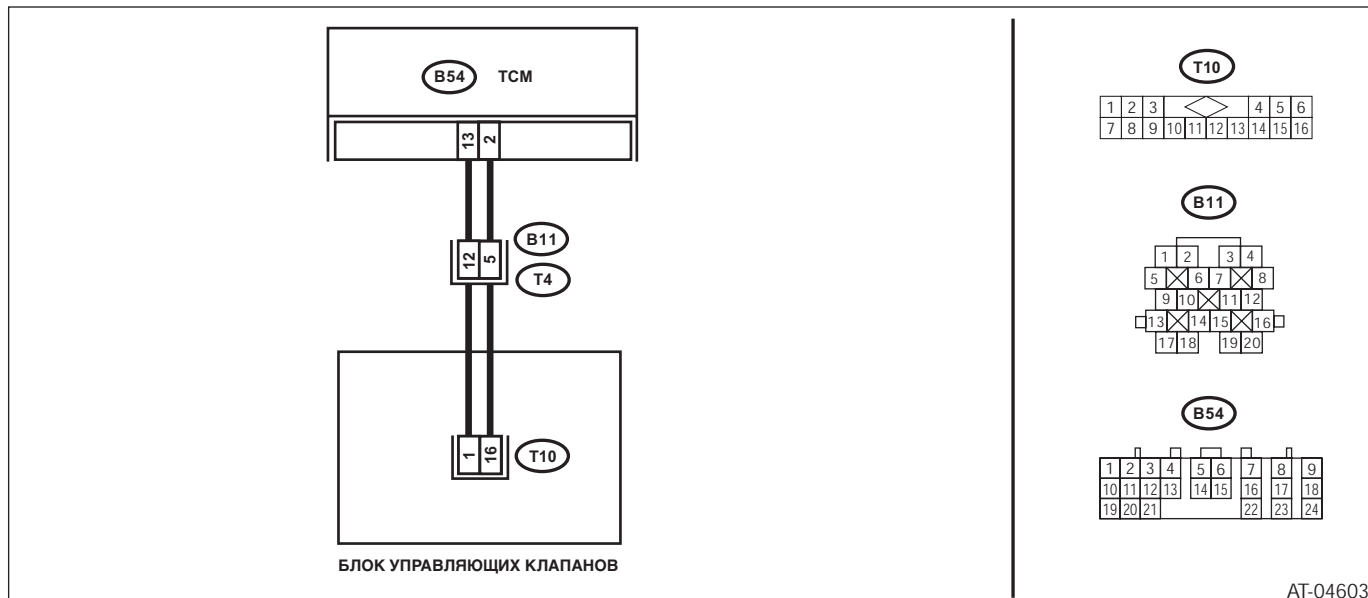 B54 TCM
13 2
B11
12 5
T4
1 16
T10
БЛОК УПРАВЛЯЮЩИХ КЛАПАНОВ
T10
1 2 3 4 5 6
7 8 9 10 11 12 13 14 15 16
B11
1 2 3 4
5 6 7 8
9 10 11 12
13 14 15 16
17 18 19 20
B54
1 2 3 4 5 6 7 8 9
10 11 12 13 14 15 16 17 18
19 20 21 22 23 24
AT-04603